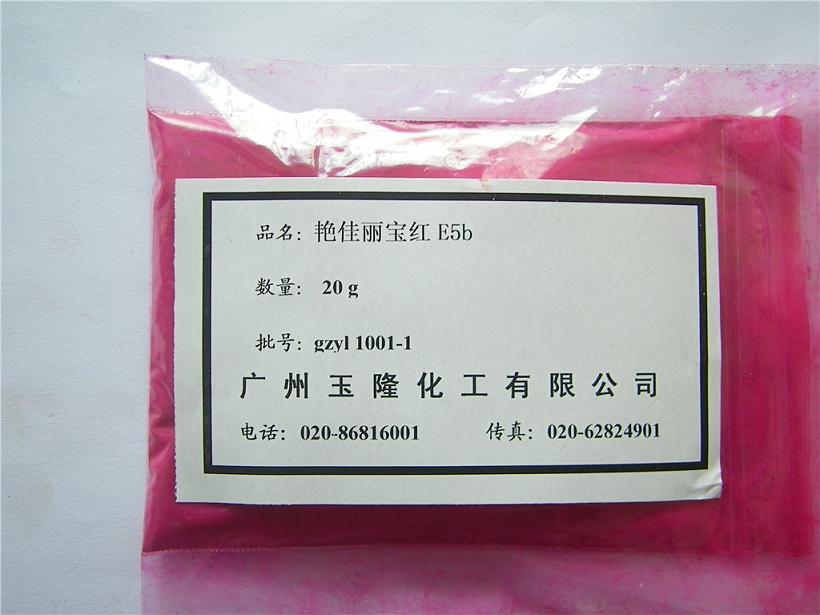 品名：艳佳丽宝红 E5b
数量： 20 g
批号：gzyl 1001-1
广州玉隆化工有限公司
电话：020-86816001 传真：020-62824901